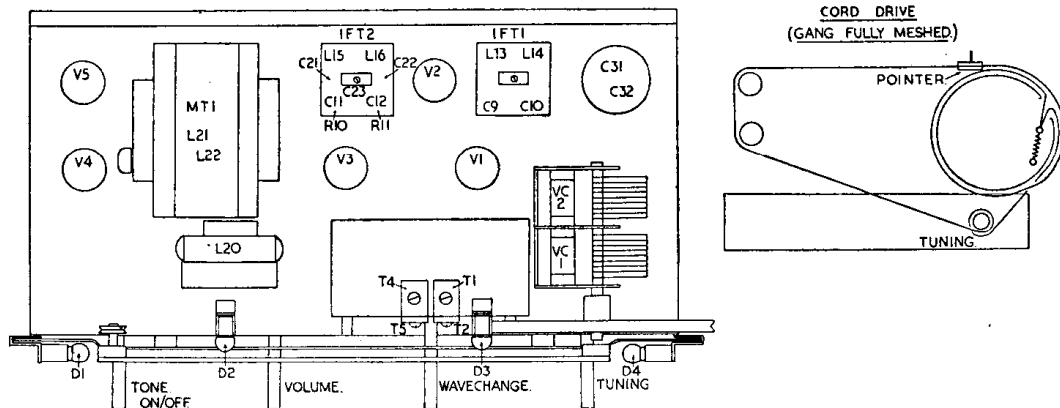 IFT2
IFT1
L15 L16
L13 L14
C21
C22
C23
C11 C12
R10 R11
C9 C10
V5
V2
C31
C32
MT1
L21
L22
V4
V3
V1
L20
VC
2
VC
1
T4
T1
T5
T2
D1
D2
D3
D4
TONE
ON/OFF
VOLUME.
WAVECHANGE.
TUNING
CORD DRIVE
(GANG FULLY MESHED.)
POINTER
TUNING.